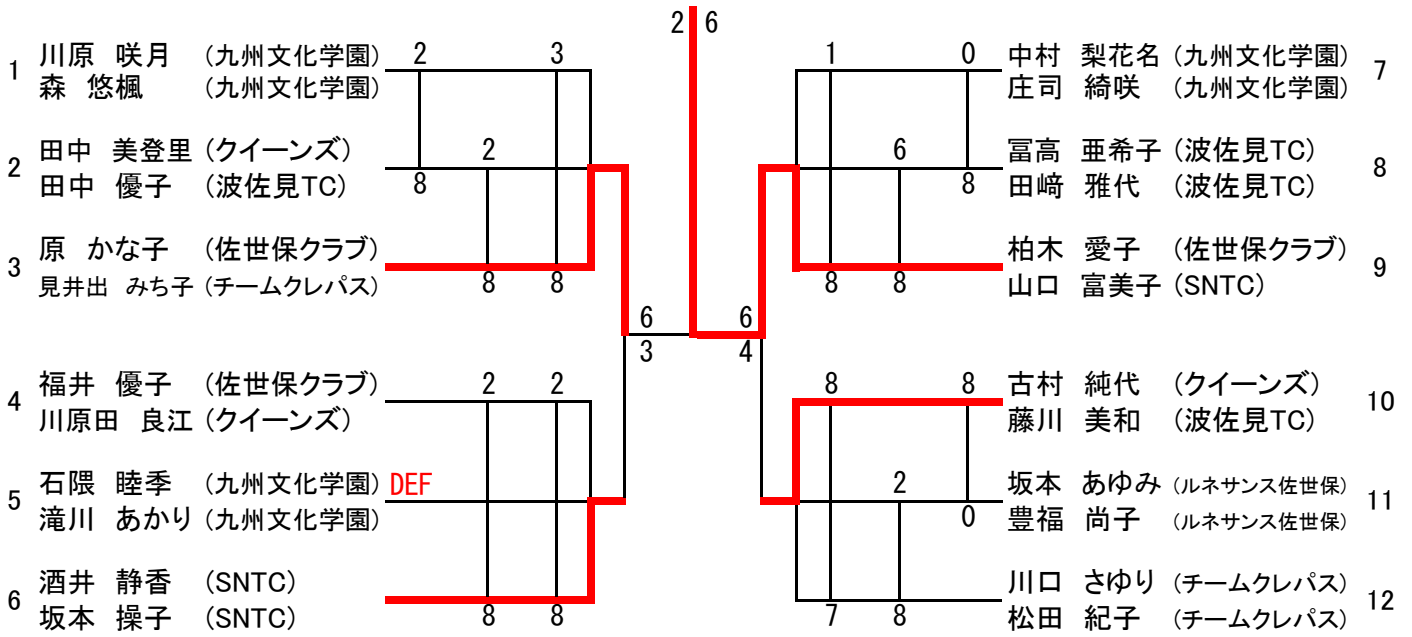 2 6
1 川原 咲月 (九州文化学園) 2 3
森 悠楓 (九州文化学園)
2 田中 美登里 (クイーンズ) 2
田中 優子 (波佐見TC) 8
3 原 かな子 (佐世保クラブ)
見井出 みち子 (チームクレパス) 8 8
6
3
4 福井 優子 (佐世保クラブ) 2 2
川原田 良江 (クイーンズ)
5 石隈 睦季 (九州文化学園) DEF
滝川 あかり (九州文化学園)
6 酒井 静香 (SNTC)
坂本 操子 (SNTC) 8 8
1 0 中村 梨花名 (九州文化学園) 7
庄司 綺咲 (九州文化学園)
6 冨高 亜希子 (波佐見TC) 8
8 田﨑 雅代 (波佐見TC)
柏木 愛子 (佐世保クラブ) 9
8 8 山口 富美子 (SNTC)
6
4
8 8 古村 純代 (クイーンズ) 10
藤川 美和 (波佐見TC)
2 坂本 あゆみ (ルネサンス佐世保) 11
0 豊福 尚子 (ルネサンス佐世保)
川口 さゆり (チームクレパス) 12
7 8 松田 紀子 (チームクレパス)